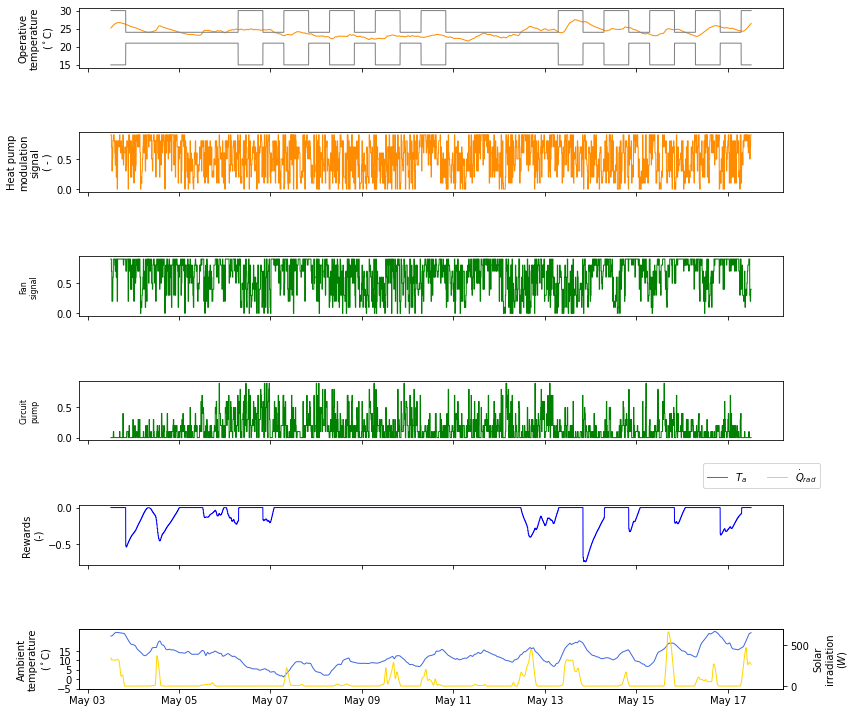 Operative
temperature
(°C)
30
25
20
15
Heat pump
modulation
signal
( - )
0.5
0.0
Fan
signal
0.5
0.0
Circuit
pump
0.5
0.0
T_a Q̇_rad
Rewards
(-)
0.0
−0.5
Ambient
temperature
(°C)
15
10
5
0
−5
500
0
Solar
irradiation
(W)
May 03 May 05 May 07 May 09 May 11 May 13 May 15 May 17